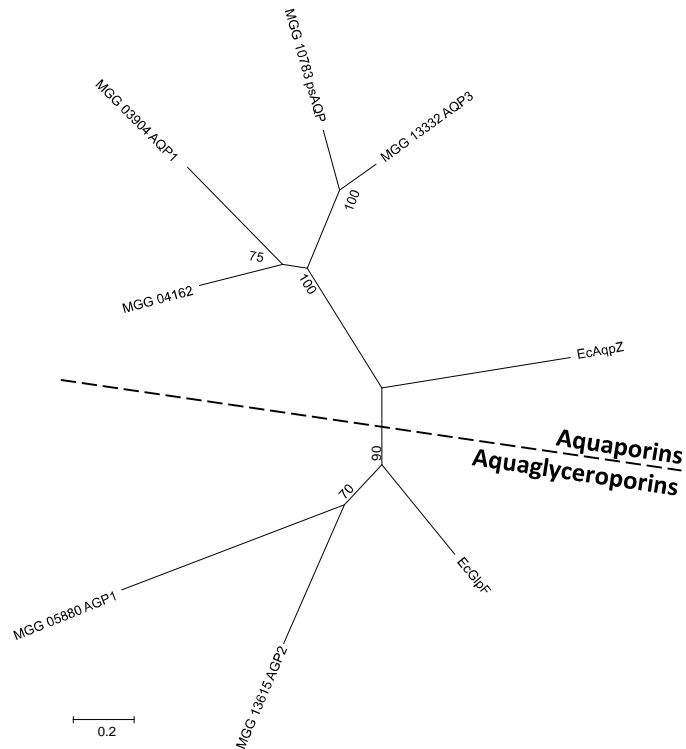 MGG 10783 psAQP
MGG 13332 AQP3
MGG 03904 AQP1
100
75
100
MGG 04162
EcAqpZ
Aquaporins
Aquaglyceroporins
90
70
EcGlpF
MGG 05880 AGP1
MGG 13615 AGP2
0.2